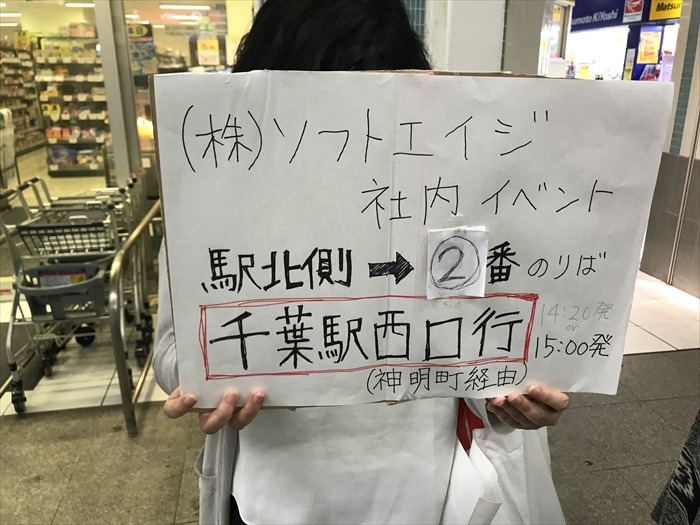 umoto KiYoshi
Matsu
(株)ソフトエイジ
社内イベント
駅北側 ➡ ②番のりば
千葉駅西口行
14:20発
or
15:00発
(神明町経由)